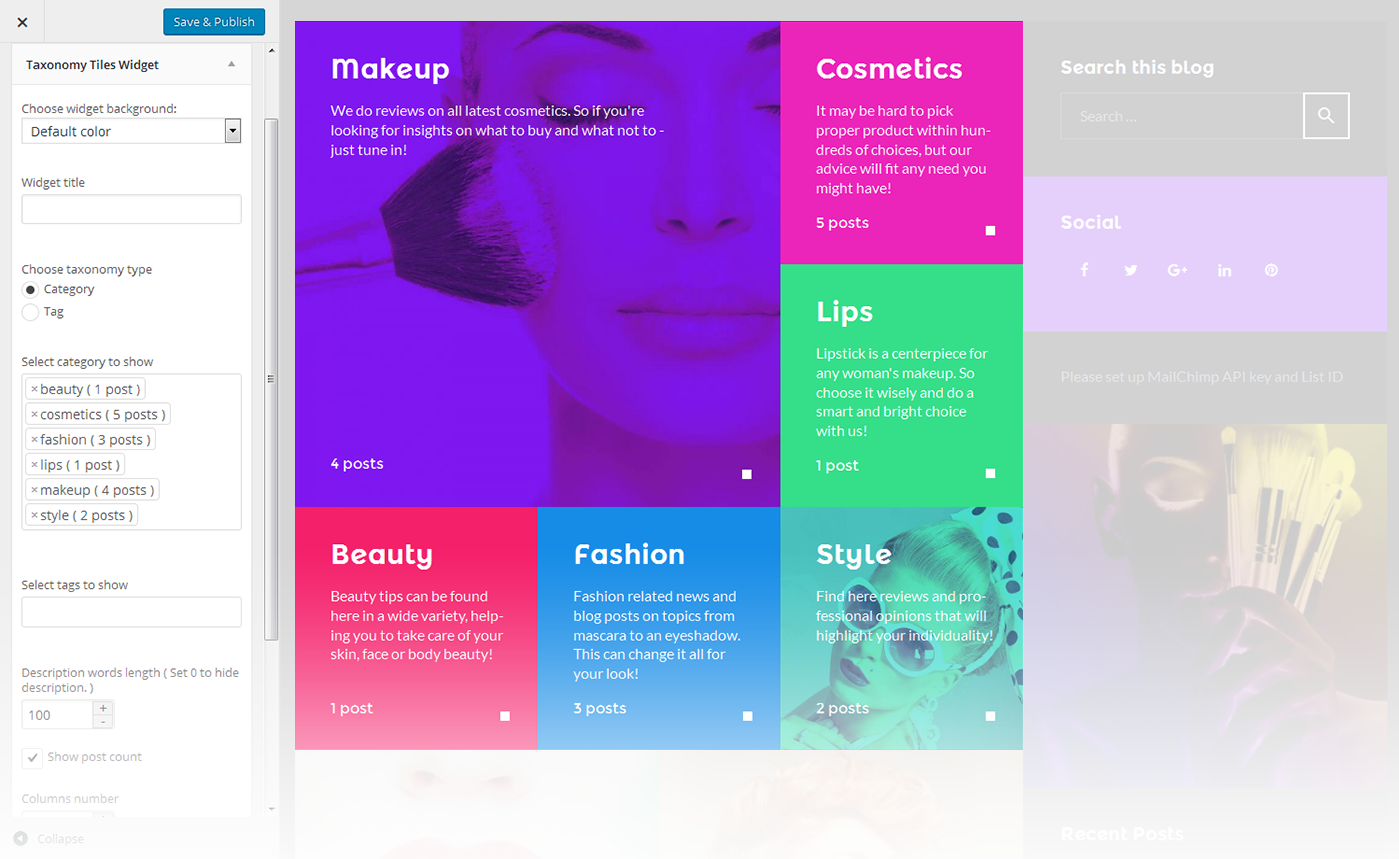 Save & Publish
Taxonomy Tiles Widget
Choose widget background:
Default color
Widget title
Choose taxonomy type
Category
Tag
Select category to show
×beauty ( 1 post )
×cosmetics ( 5 posts )
×fashion ( 3 posts )
×lips ( 1 post )
×makeup ( 4 posts )
×style ( 2 posts )
Select tags to show
Description words length ( Set 0 to hide
description. )
100
+
-
Show post count
Columns number
Collapse
Makeup
We do reviews on all latest cosmetics. So if you're
looking for insights on what to buy and what not to -
just tune in!
4 posts
Cosmetics
It may be hard to pick
proper product within hun-
dreds of choices, but our
advice will fit any need you
might have!
5 posts
Lips
Lipstick is a centerpiece for
any woman's makeup. So
choose it wisely and do a
smart and bright choice
with us!
1 post
Beauty
Beauty tips can be found
here in a wide variety, help-
ing you to take care of your
skin, face or body beauty!
1 post
Fashion
Fashion related news and
blog posts on topics from
mascara to an eyeshadow.
This can change it all for
your look!
3 posts
Style
Find here reviews and pro-
fessional opinions that will
highlight your individuality!
2 posts
Search this blog
Search ...
Social
Please set up MailChimp API key and List ID
Recent Posts